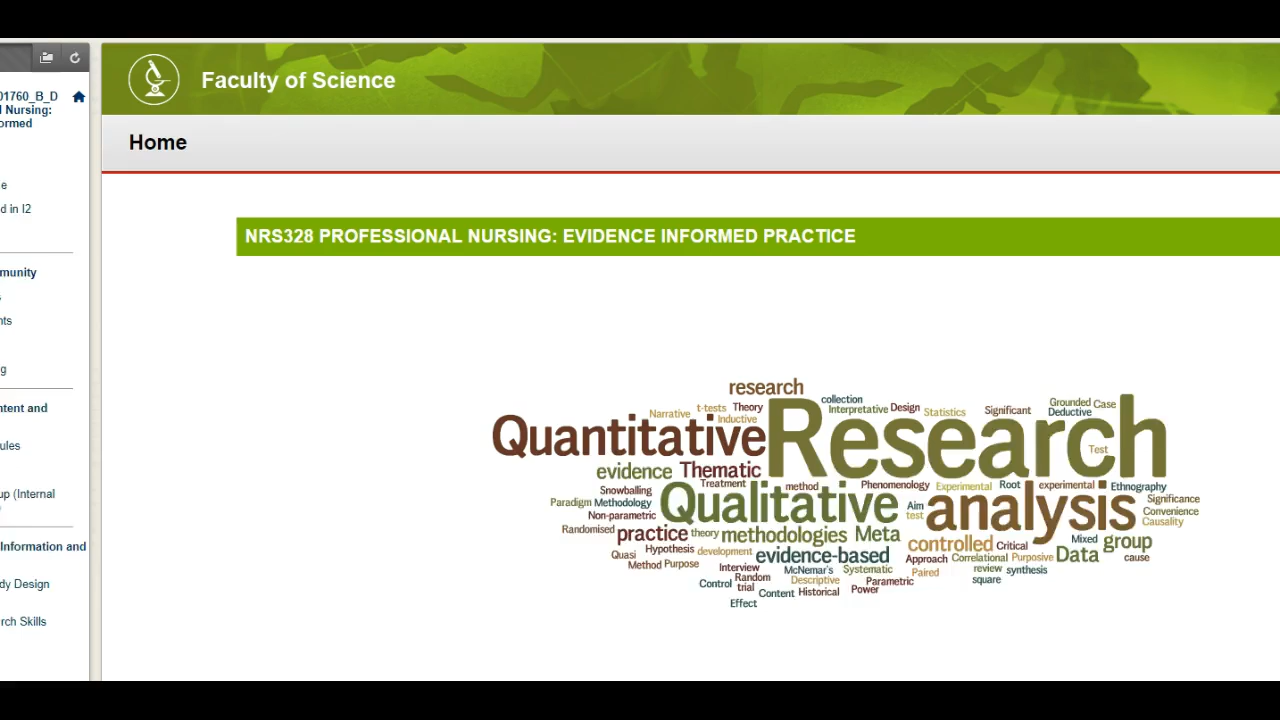 Faculty of Science
Home
01760_B_D
l Nursing:
ormed
e
d in I2
munity
s
nts
g
ntent and
ules
up (Internal
)
Information and
dy Design
rch Skills
NRS328 PROFESSIONAL NURSING: EVIDENCE INFORMED PRACTICE
research
collection
Grounded Case
Narrative t-tests Theory Interpretative Design Statistics Significant Deductive
Inductive
Quantitative Research
Test
evidence Thematic
Snowballing Treatment method Phenomenology Experimental Root experimental Ethnography
Paradigm Methodology Qualitative Aim analysis Significance
Non-parametric test Convenience
Randomised practice theory methodologies Meta Causality
controlled Critical Mixed group
Quasi Hypothesis development evidence-based Approach Correlational Purposive Data cause
Method Purpose Interview McNemar's Systematic Paired review synthesis
Control Random Descriptive Parametric square
trial Content Historical Power
Effect